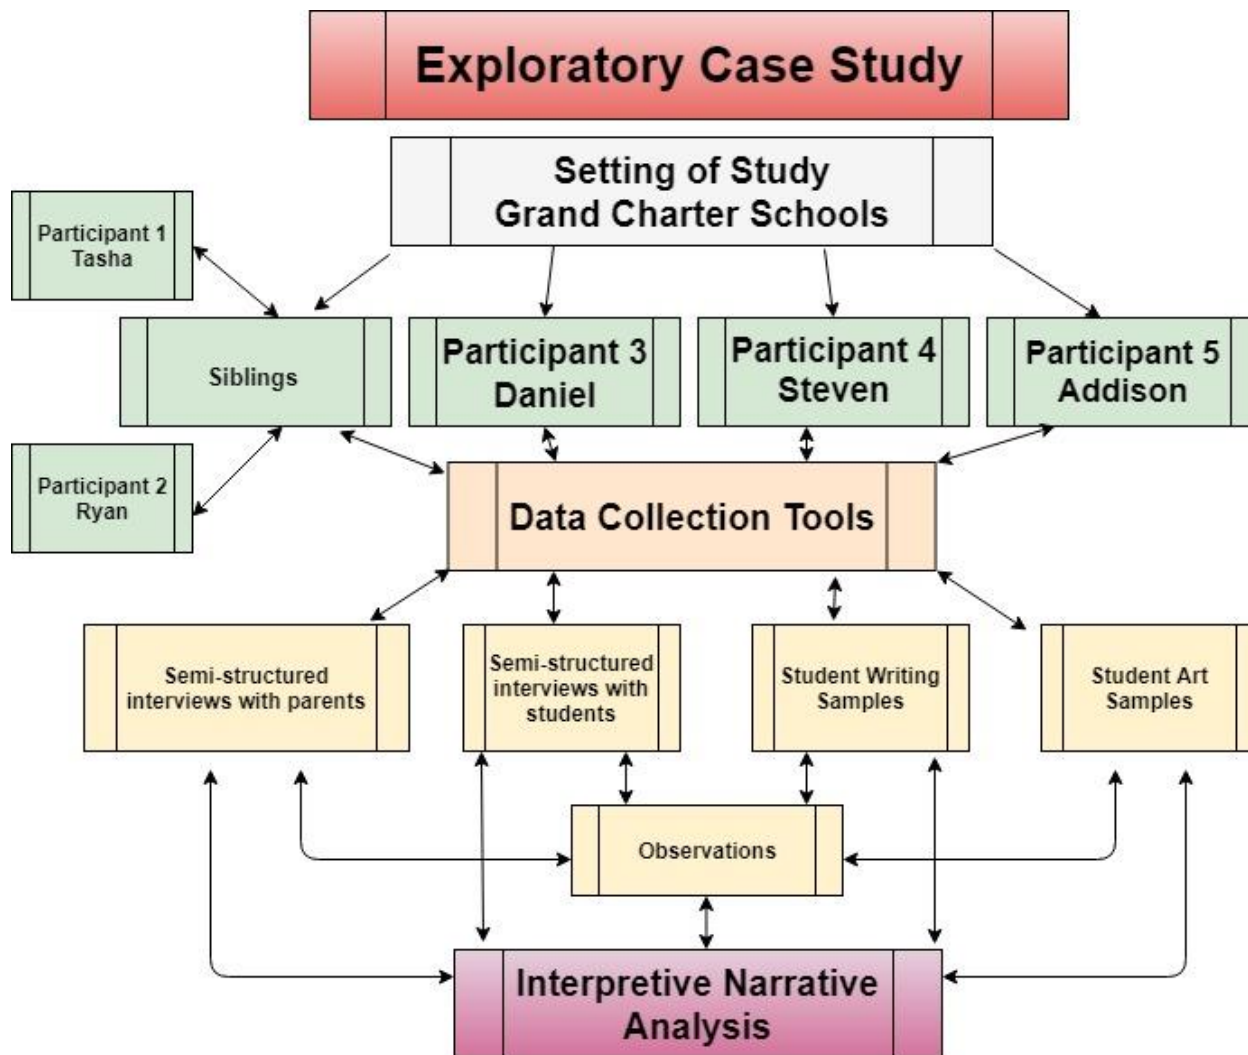 Exploratory Case Study
Setting of Study
Grand Charter Schools
Participant 1
Tasha
Siblings
Participant 3
Daniel
Participant 4
Steven
Participant 5
Addison
Participant 2
Ryan
Data Collection Tools
Semi-structured
interviews with parents
Semi-structured
interviews with
students
Student Writing
Samples
Student Art
Samples
Observations
Interpretive Narrative
Analysis